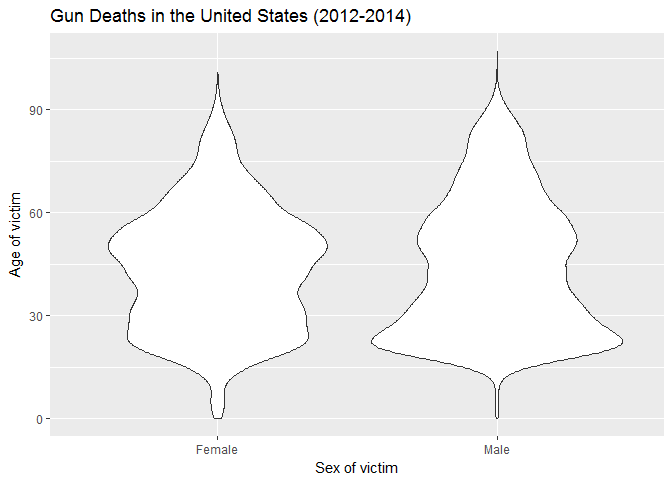 Gun Deaths in the United States (2012-2014)
Age of victim
90
60
30
0
Female Male
Sex of victim